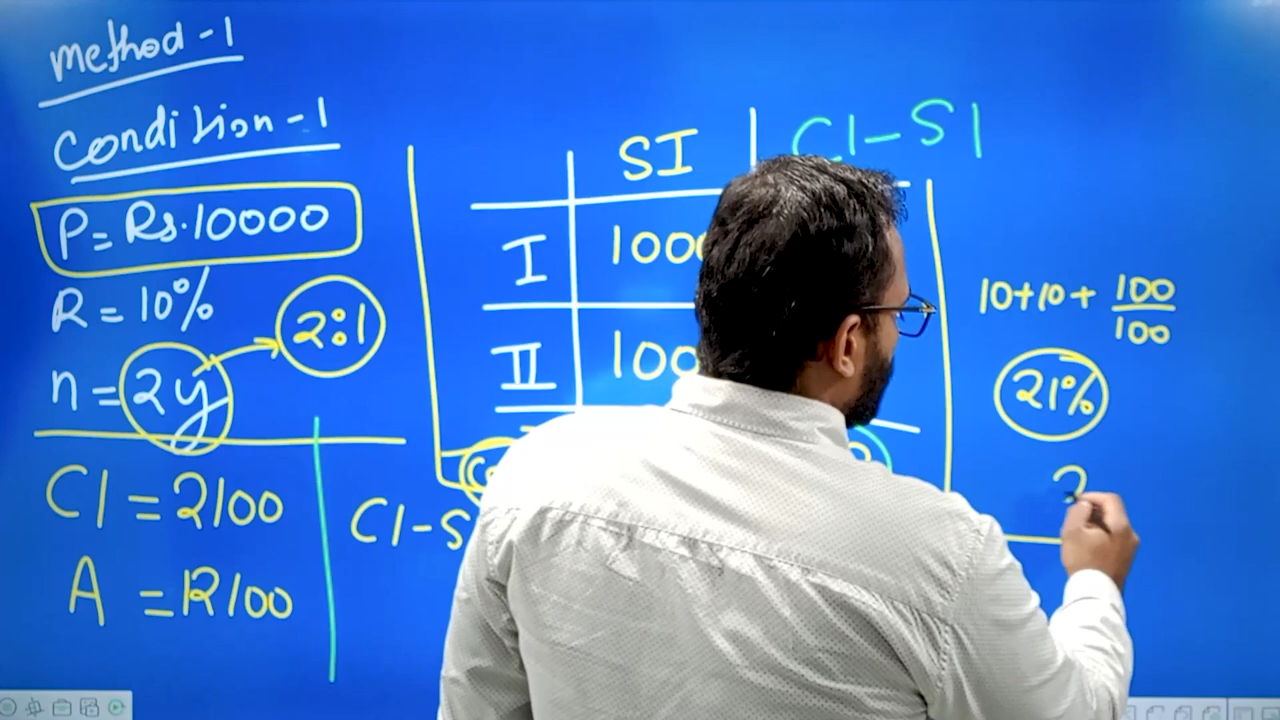 Method-1
Condition-1
P = Rs.10000
R = 10%
n = 2y → 2:1
CI = 2100
A = 12100
CI-S
SI | CI-SI
I 1000
II 100
10+10+ 100/100
21%
2